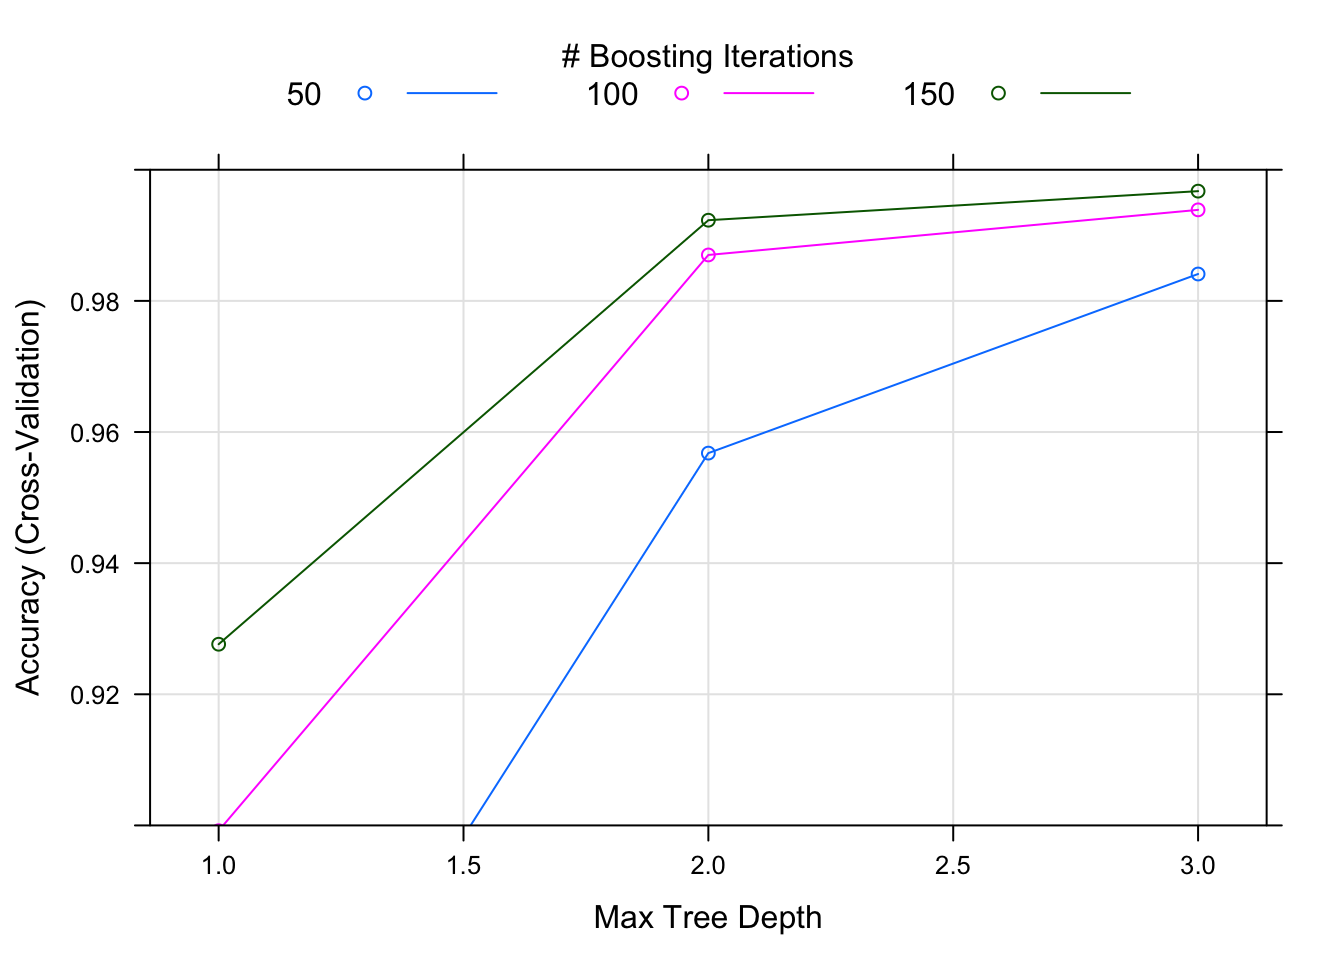 # Boosting Iterations
50 100 150
0.98
0.96
0.94
0.92
Accuracy (Cross-Validation)
1.0 1.5 2.0 2.5 3.0
Max Tree Depth